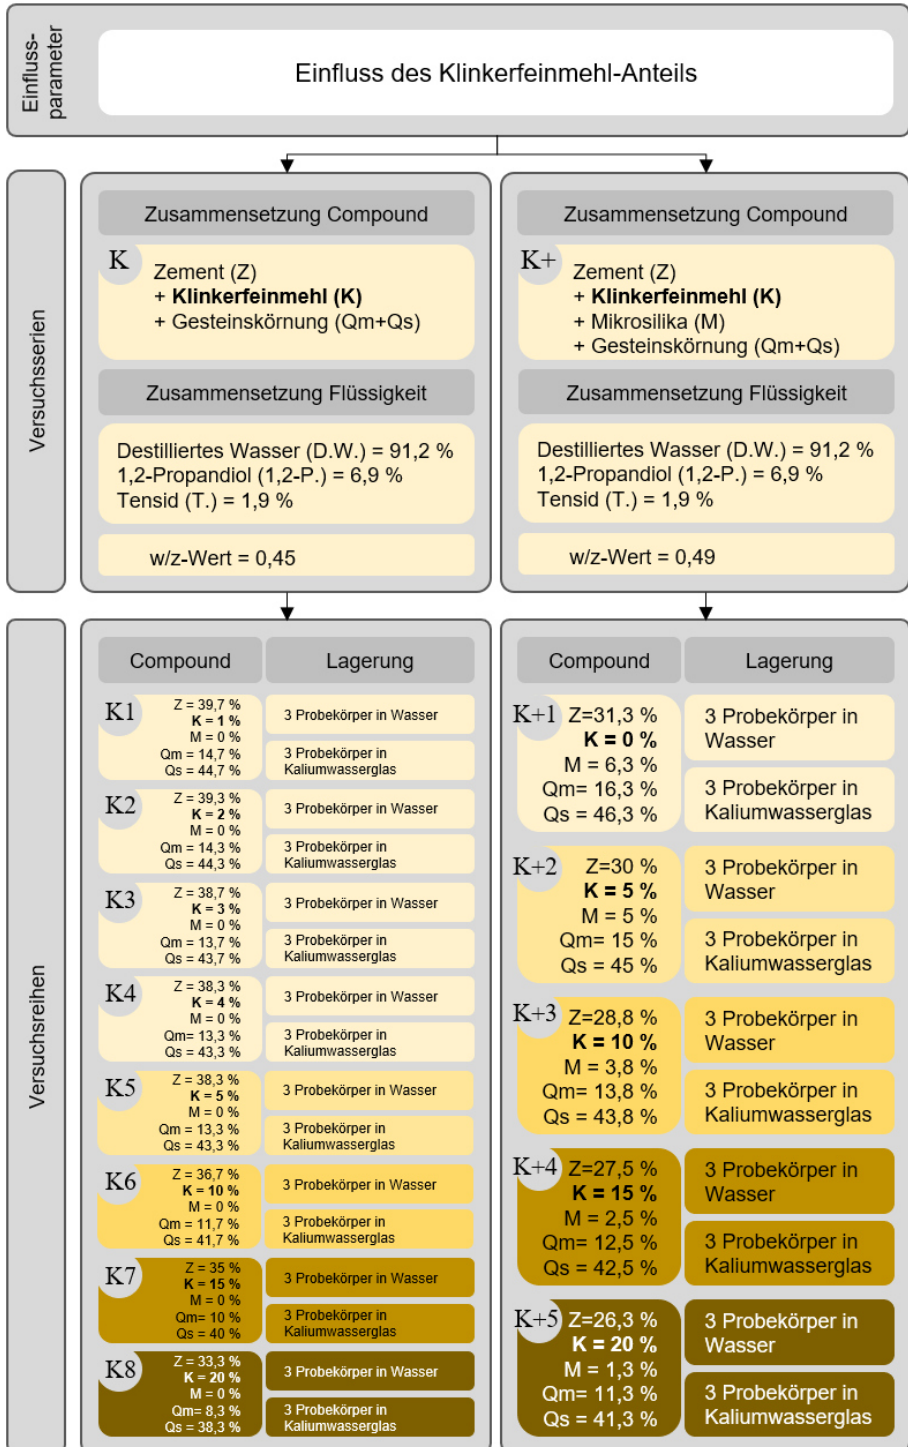 Einfluss-
parameter
Einfluss des Klinkerfeinmehl-Anteils
Versuchsserien
Zusammensetzung Compound
K
Zement (Z)
+ Klinkerfeinmehl (K)
+ Gesteinskörnung (Qm+Qs)
Zusammensetzung Flüssigkeit
Destilliertes Wasser (D.W.) = 91,2 %
1,2-Propandiol (1,2-P.) = 6,9 %
Tensid (T.) = 1,9 %
w/z-Wert = 0,45
Zusammensetzung Compound
K+
Zement (Z)
+ Klinkerfeinmehl (K)
+ Mikrosilika (M)
+ Gesteinskörnung (Qm+Qs)
Zusammensetzung Flüssigkeit
Destilliertes Wasser (D.W.) = 91,2 %
1,2-Propandiol (1,2-P.) = 6,9 %
Tensid (T.) = 1,9 %
w/z-Wert = 0,49
Versuchsreihen
Compound
Lagerung
K1
Z = 39,7 %
K = 1 %
M = 0 %
Qm = 14,7 %
Qs = 44,7 %
3 Probekörper in Wasser
3 Probekörper in
Kaliumwasserglas
K2
Z = 39,3 %
K = 2 %
M = 0 %
Qm = 14,3 %
Qs = 44,3 %
3 Probekörper in Wasser
3 Probekörper in
Kaliumwasserglas
K3
Z = 38,7 %
K = 3 %
M = 0 %
Qm = 13,7 %
Qs = 43,7 %
3 Probekörper in Wasser
3 Probekörper in
Kaliumwasserglas
K4
Z = 38,3 %
K = 4 %
M = 0 %
Qm= 13,3 %
Qs = 43,3 %
3 Probekörper in Wasser
3 Probekörper in
Kaliumwasserglas
K5
Z = 38,3 %
K = 5 %
M = 0 %
Qm = 13,3 %
Qs = 43,3 %
3 Probekörper in Wasser
3 Probekörper in
Kaliumwasserglas
K6
Z = 36,7 %
K = 10 %
M = 0 %
Qm = 11,7 %
Qs = 41,7 %
3 Probekörper in Wasser
3 Probekörper in
Kaliumwasserglas
K7
Z = 35 %
K = 15 %
M = 0 %
Qm= 10 %
Qs = 40 %
3 Probekörper in Wasser
3 Probekörper in
Kaliumwasserglas
K8
Z = 33,3 %
K = 20 %
M = 0 %
Qm= 8,3 %
Qs = 38,3 %
3 Probekörper in Wasser
3 Probekörper in
Kaliumwasserglas
Compound
Lagerung
K+1
Z=31,3 %
K = 0 %
M = 6,3 %
Qm= 16,3 %
Qs = 46,3 %
3 Probekörper in
Wasser
3 Probekörper in
Kaliumwasserglas
K+2
Z=30 %
K = 5 %
M = 5 %
Qm= 15 %
Qs = 45 %
3 Probekörper in
Wasser
3 Probekörper in
Kaliumwasserglas
K+3
Z=28,8 %
K = 10 %
M = 3,8 %
Qm= 13,8 %
Qs = 43,8 %
3 Probekörper in
Wasser
3 Probekörper in
Kaliumwasserglas
K+4
Z=27,5 %
K = 15 %
M = 2,5 %
Qm= 12,5 %
Qs = 42,5 %
3 Probekörper in
Wasser
3 Probekörper in
Kaliumwasserglas
K+5
Z=26,3 %
K = 20 %
M = 1,3 %
Qm= 11,3 %
Qs = 41,3 %
3 Probekörper in
Wasser
3 Probekörper in
Kaliumwasserglas